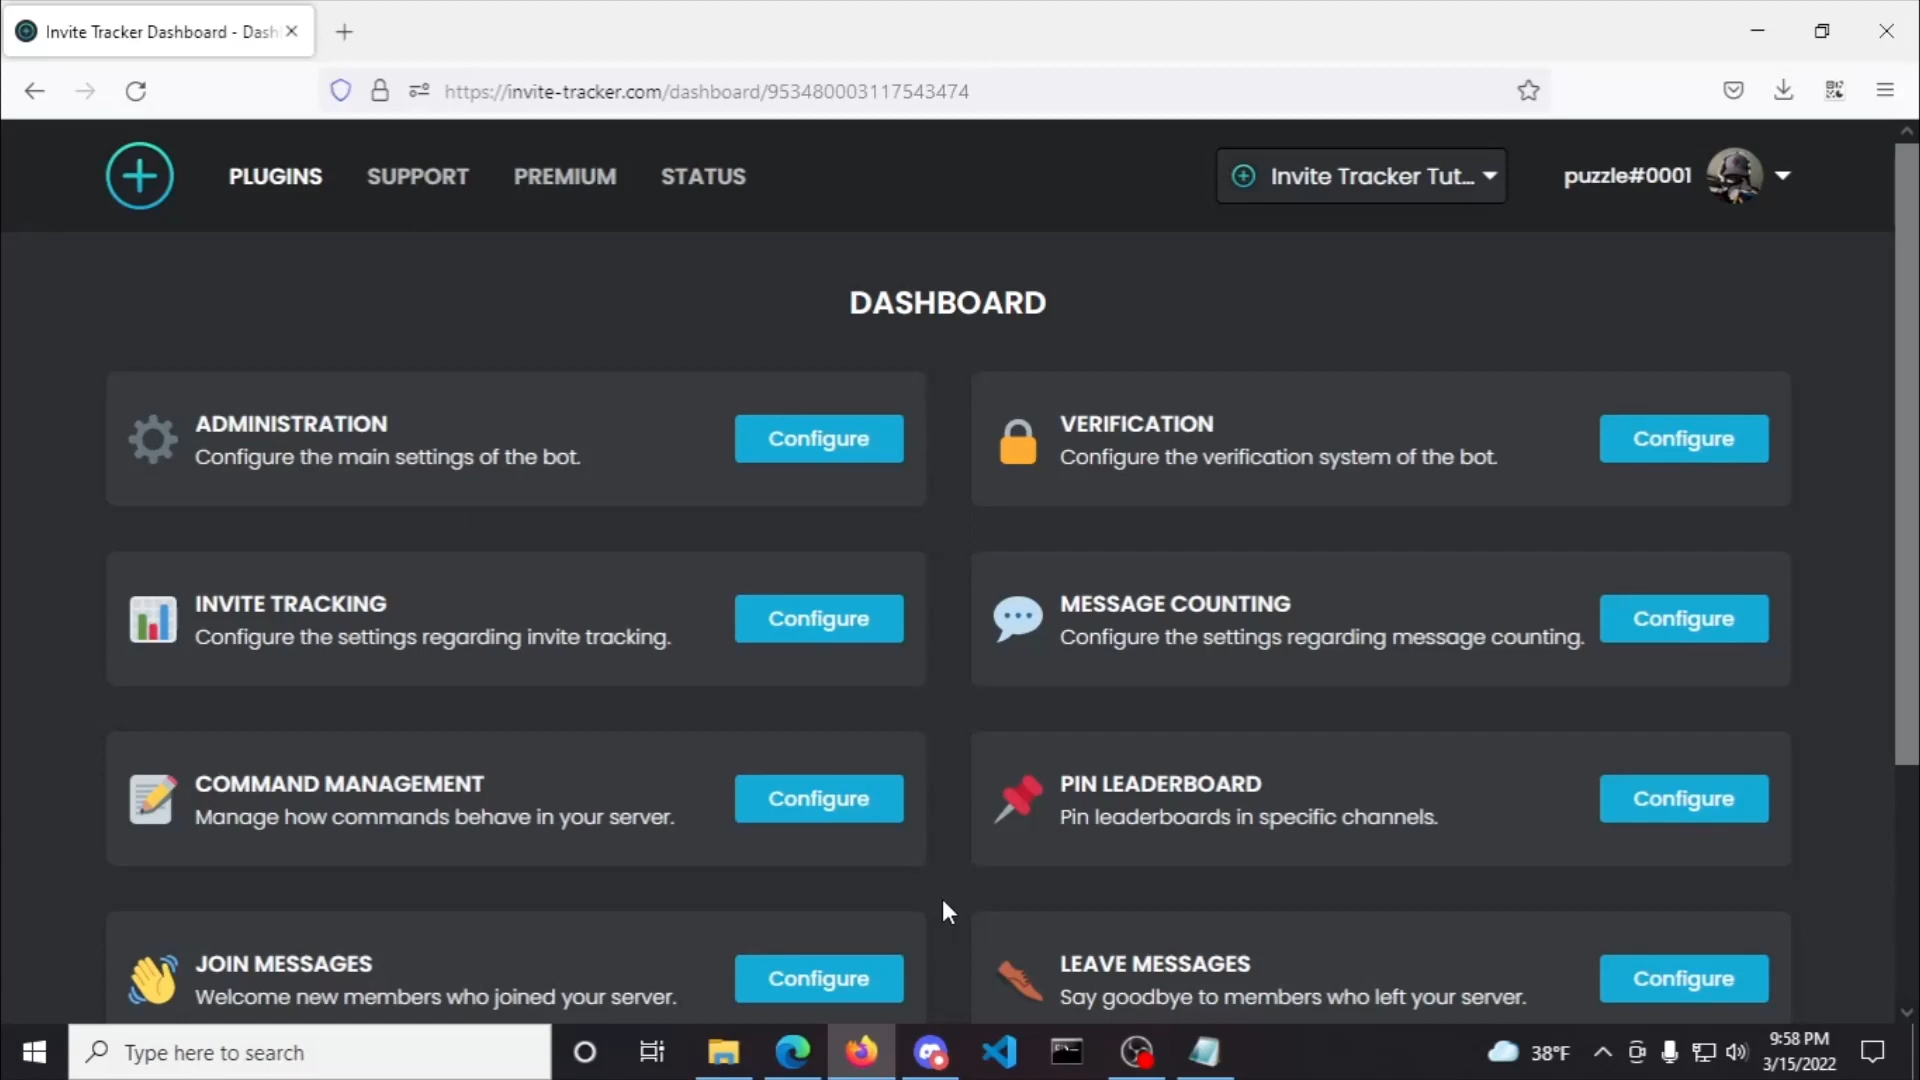 Invite Tracker Dashboard - Dash
https://invite-tracker.com/dashboard/953480003117543474
PLUGINS
SUPPORT
PREMIUM
STATUS
Invite Tracker Tut...
puzzle#0001
DASHBOARD
ADMINISTRATION
Configure the main settings of the bot.
Configure
VERIFICATION
Configure the verification system of the bot.
Configure
INVITE TRACKING
Configure the settings regarding invite tracking.
Configure
MESSAGE COUNTING
Configure the settings regarding message counting.
Configure
COMMAND MANAGEMENT
Manage how commands behave in your server.
Configure
PIN LEADERBOARD
Pin leaderboards in specific channels.
Configure
JOIN MESSAGES
Welcome new members who joined your server.
Configure
LEAVE MESSAGES
Say goodbye to members who left your server.
Configure
Type here to search
38°F
9:58 PM
3/15/2022